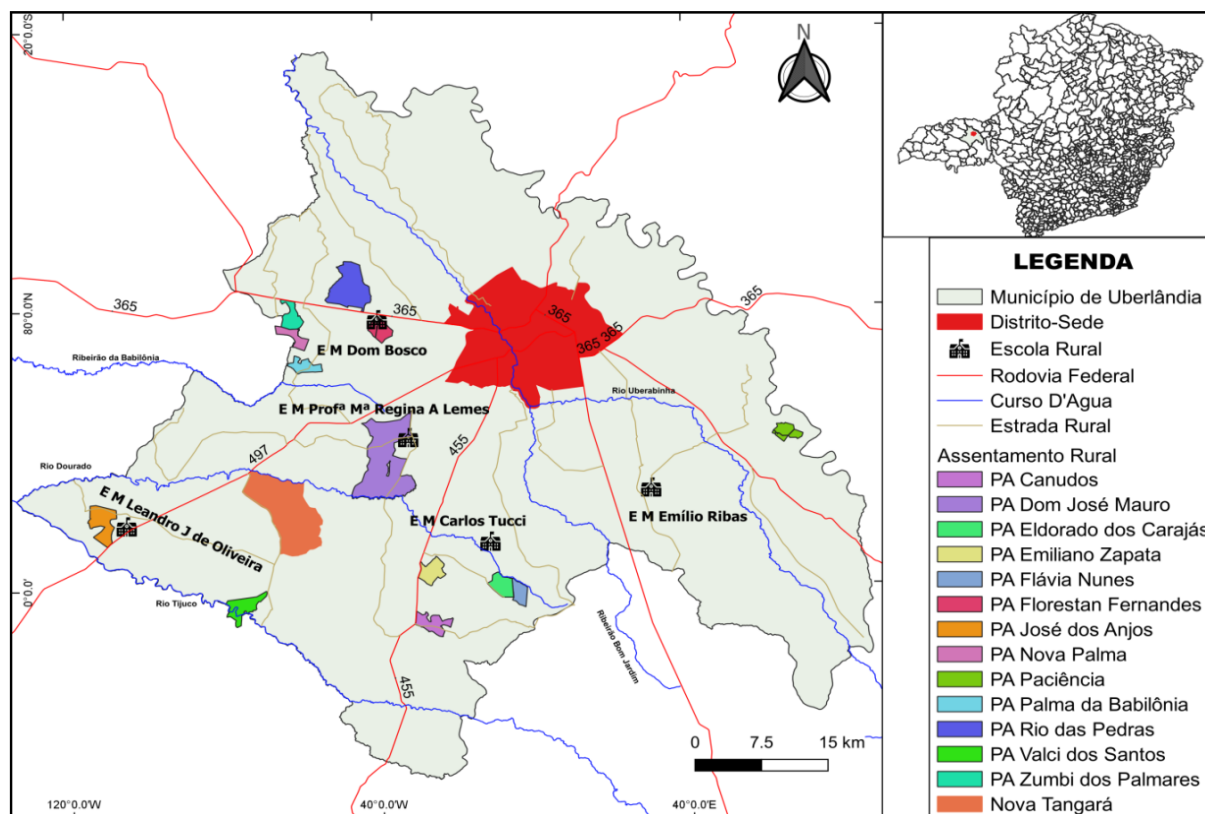 20°0.0'S
N
365
80°0.0'N
365
365
365
365 365
E M Dom Bosco
Ribeirão da Babilônia
Rio Uberabinha
E M Profª Mª Regina A Lemes
497
455
Rio Dourado
E M Leandro J de Oliveira
E M Carlos Tucci
E M Emílio Ribas
0°0.0'
Rio Tijuco
Ribeirão Bom Jardim
455
0 7.5 15 km
120°0.0'W
40°0.0'W
40°0.0'E
LEGENDA
Município de Uberlândia
Distrito-Sede
Escola Rural
Rodovia Federal
Curso D'Agua
Estrada Rural
Assentamento Rural
PA Canudos
PA Dom José Mauro
PA Eldorado dos Carajás
PA Emiliano Zapata
PA Flávia Nunes
PA Florestan Fernandes
PA José dos Anjos
PA Nova Palma
PA Paciência
PA Palma da Babilônia
PA Rio das Pedras
PA Valci dos Santos
PA Zumbi dos Palmares
Nova Tangará